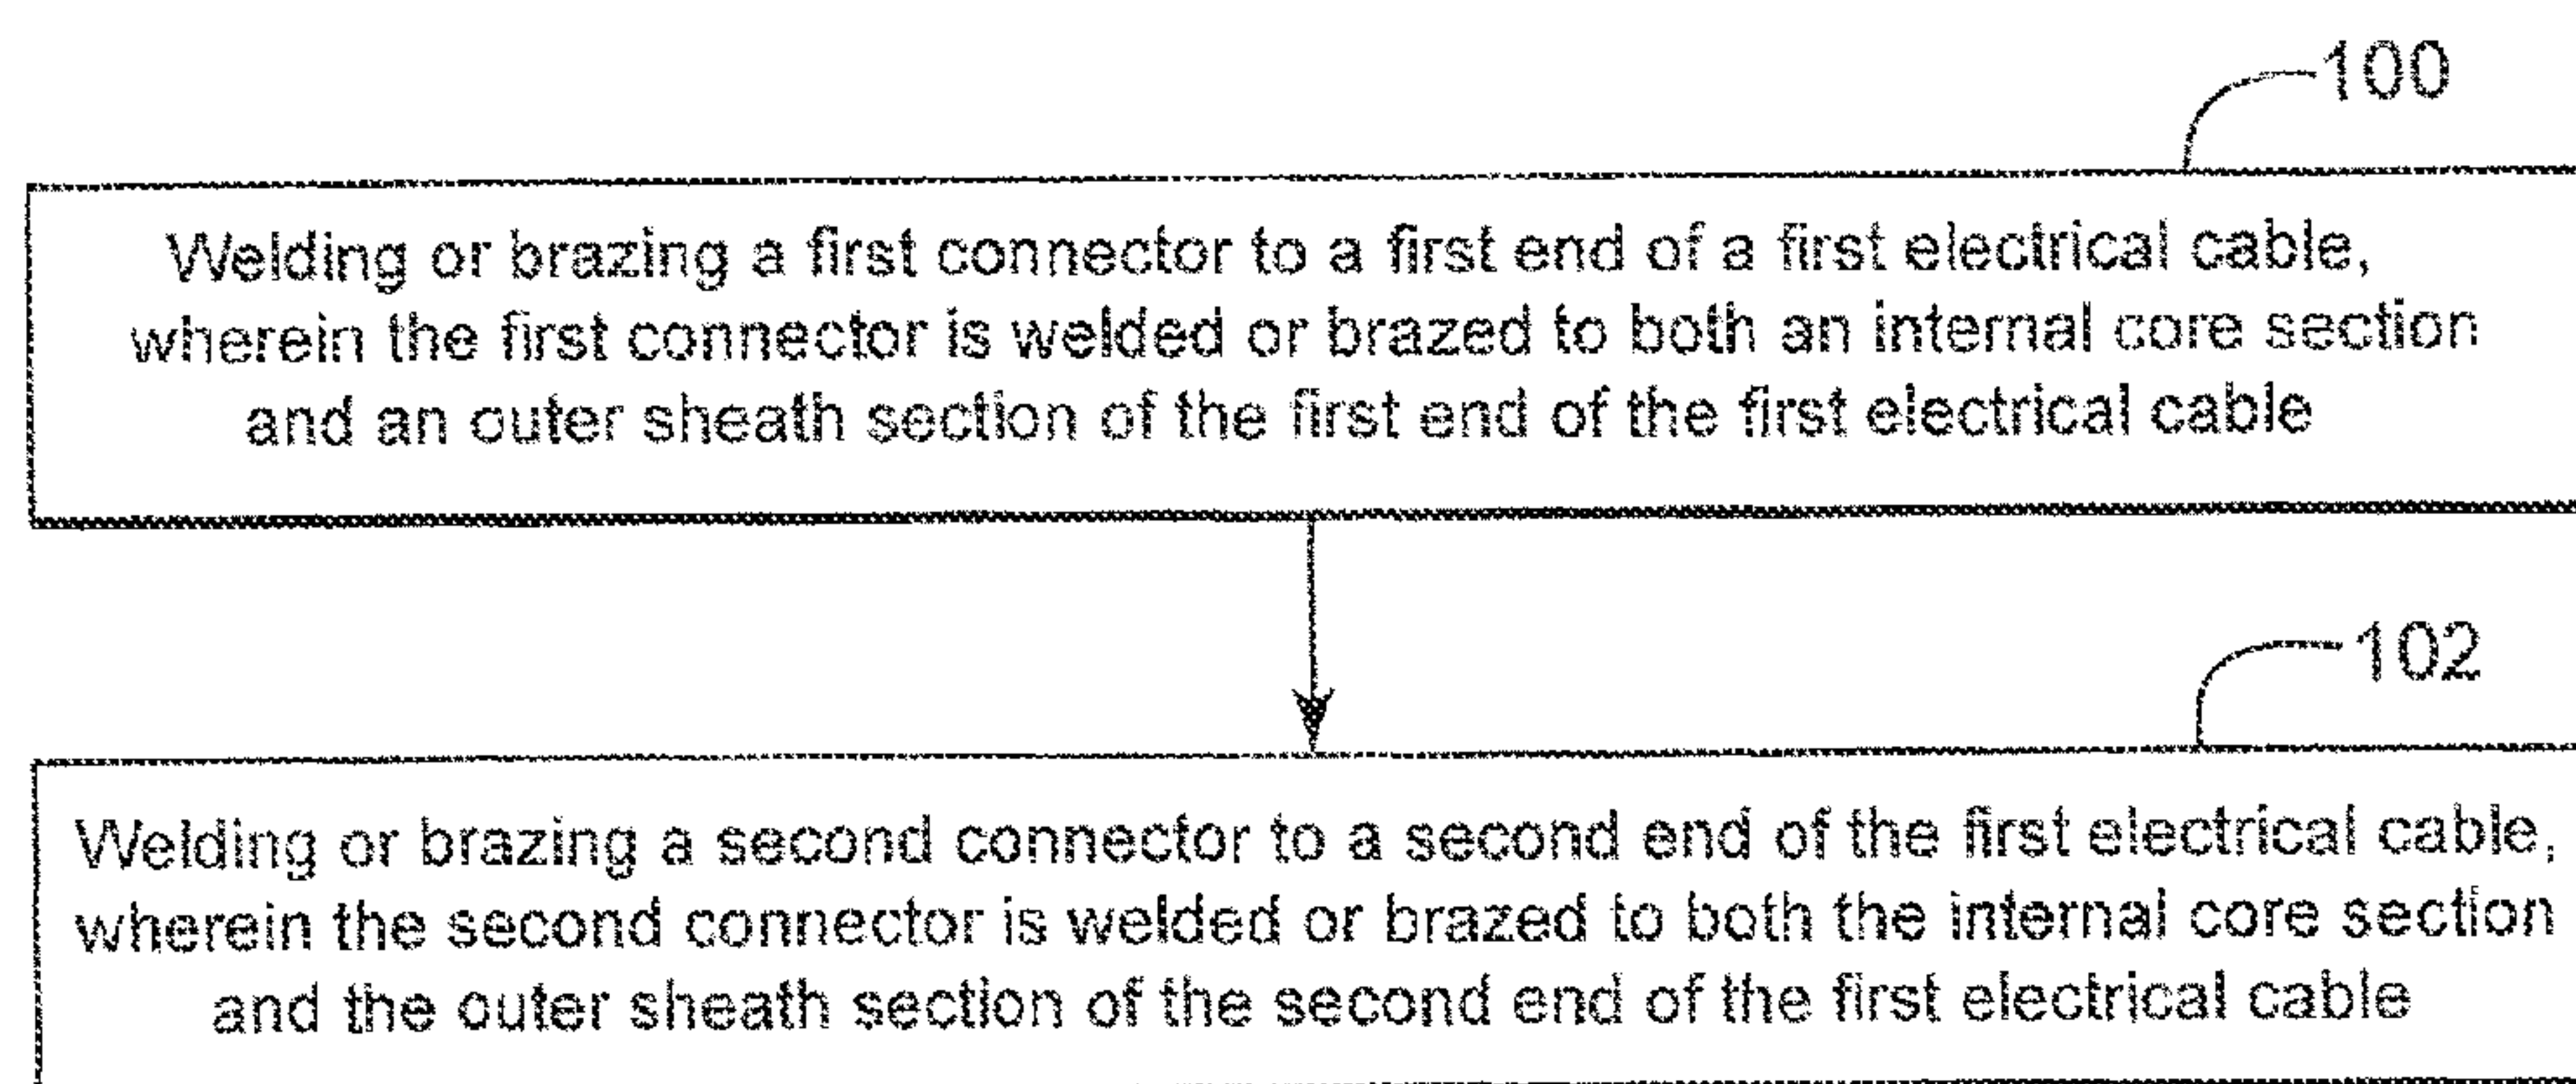 100
Welding or brazing a first connector to a first end of a first electrical cable,
wherein the first connector is welded or brazed to both an internal core section
and an outer sheath section of the first end of the first electrical cable
102
Welding or brazing a second connector to a second end of the first electrical cable,
wherein the second connector is welded or brazed to both the internal core section
and the outer sheath section of the second end of the first electrical cable